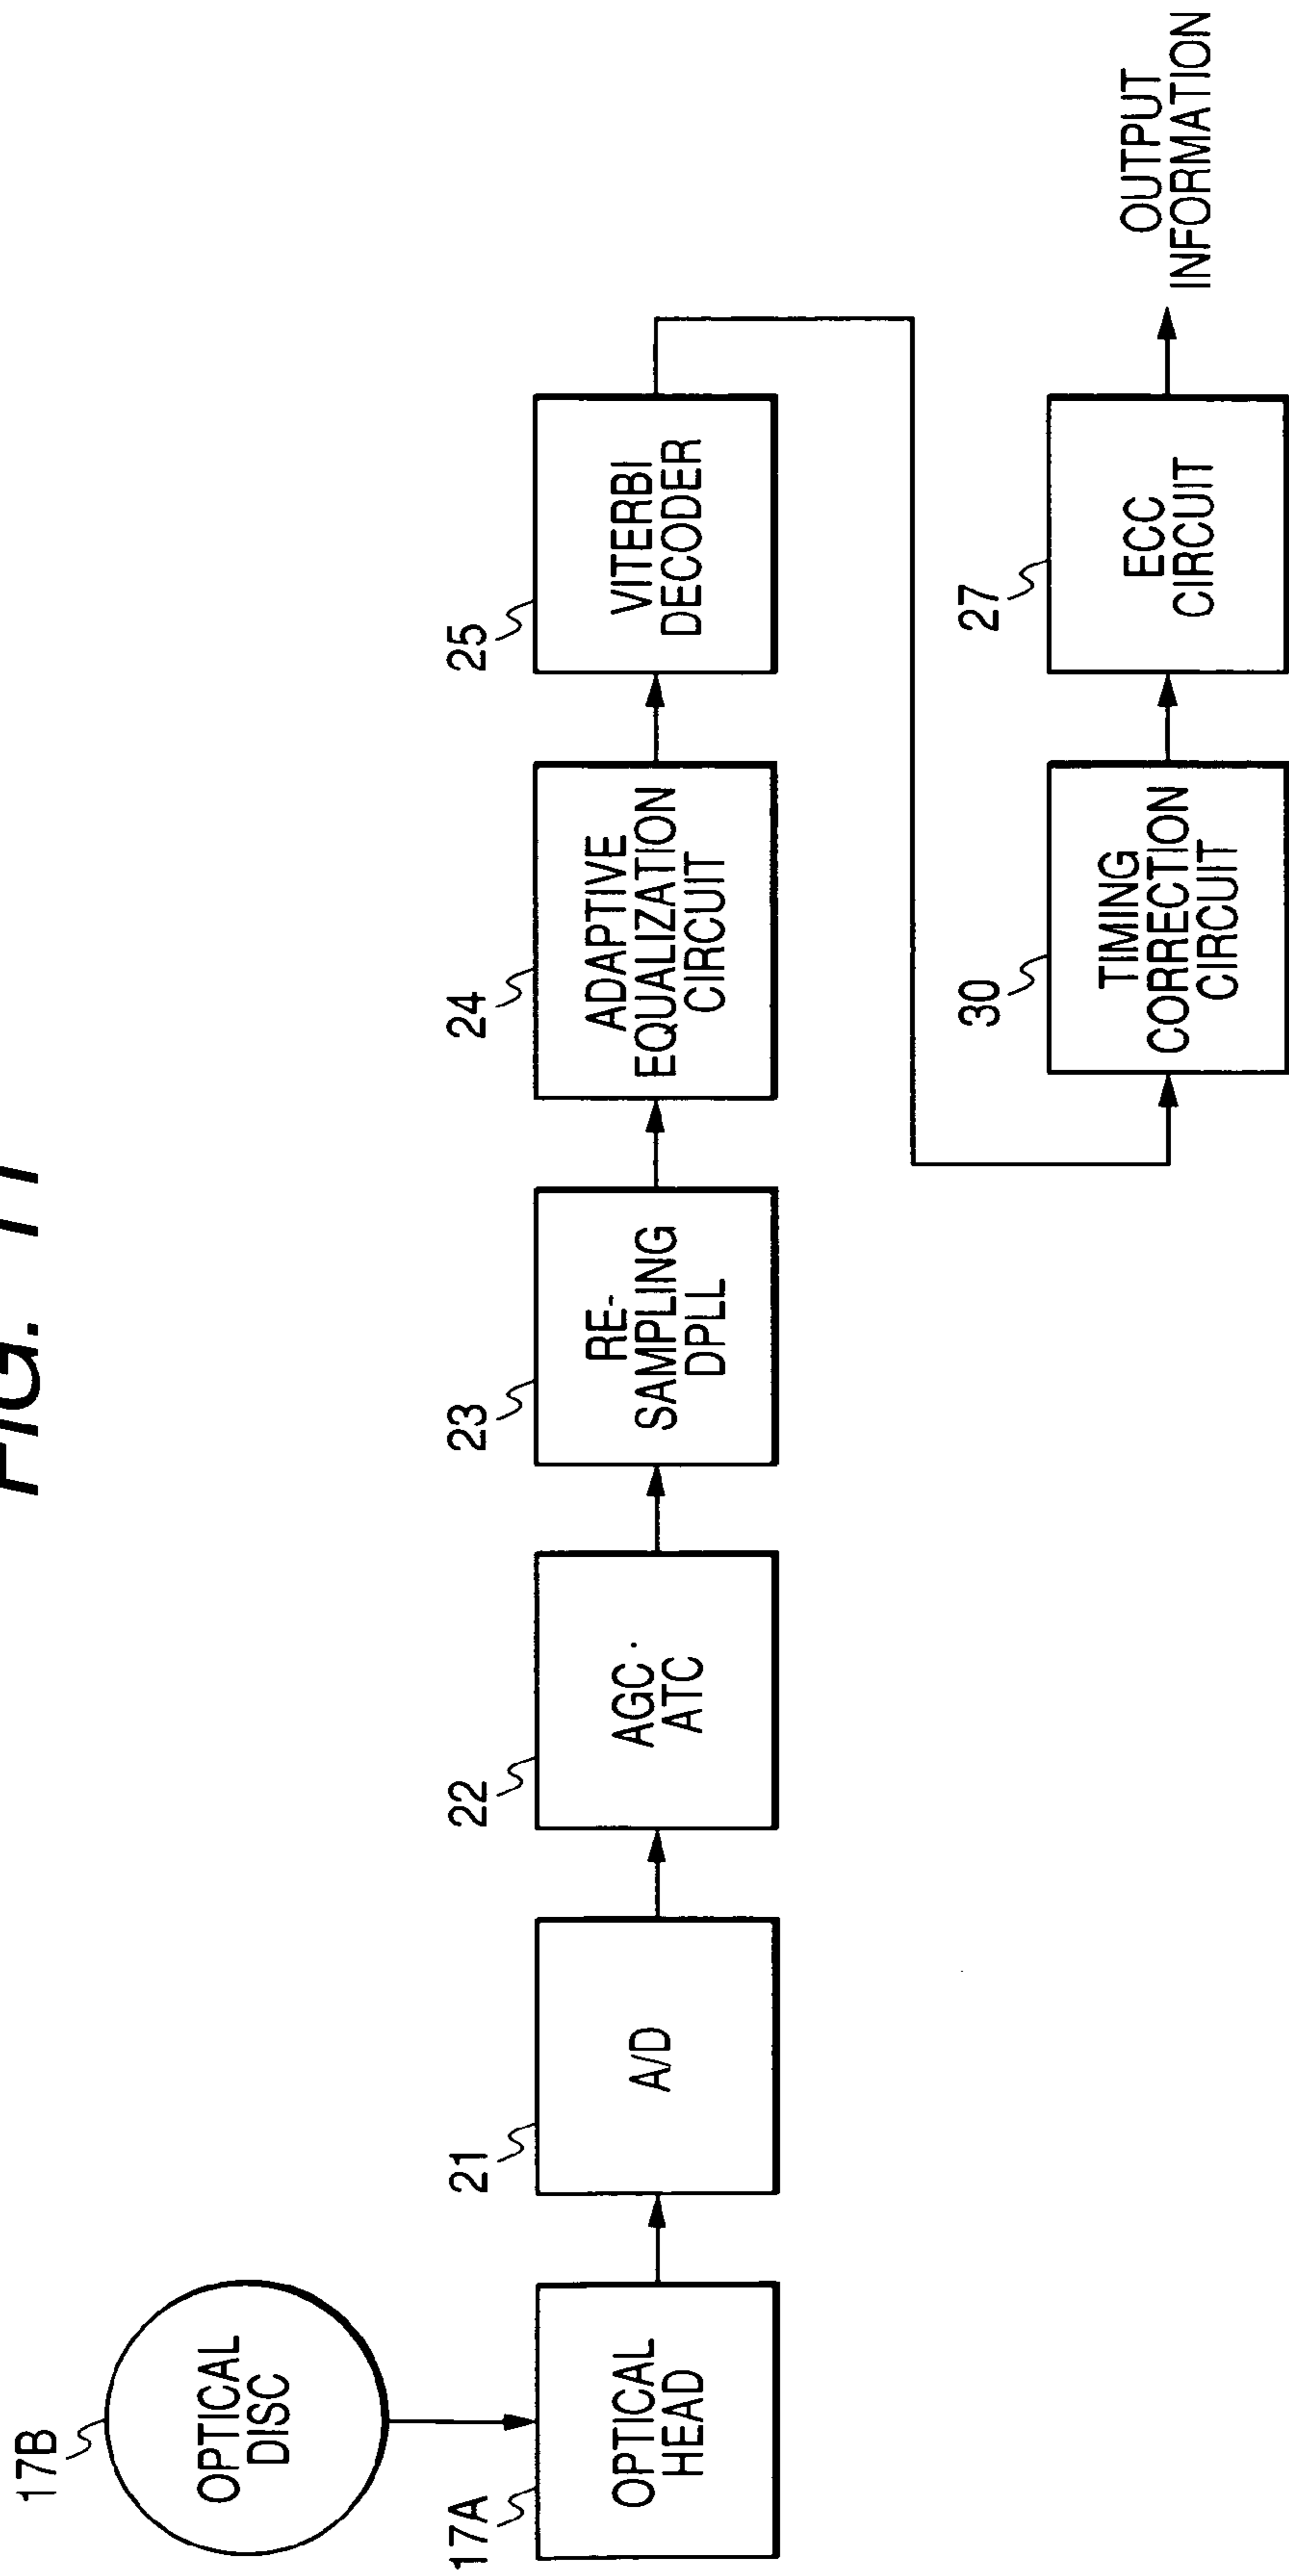 FIG. 11
17B
OPTICAL
DISC
17A
OPTICAL
HEAD
21
A/D
22
AGC·
ATC
23
RE-
SAMPLING
DPLL
24
ADAPTIVE
EQUALIZATION
CIRCUIT
25
VITERBI
DECODER
30
TIMING
CORRECTION
CIRCUIT
27
ECC
CIRCUIT
OUTPUT
INFORMATION